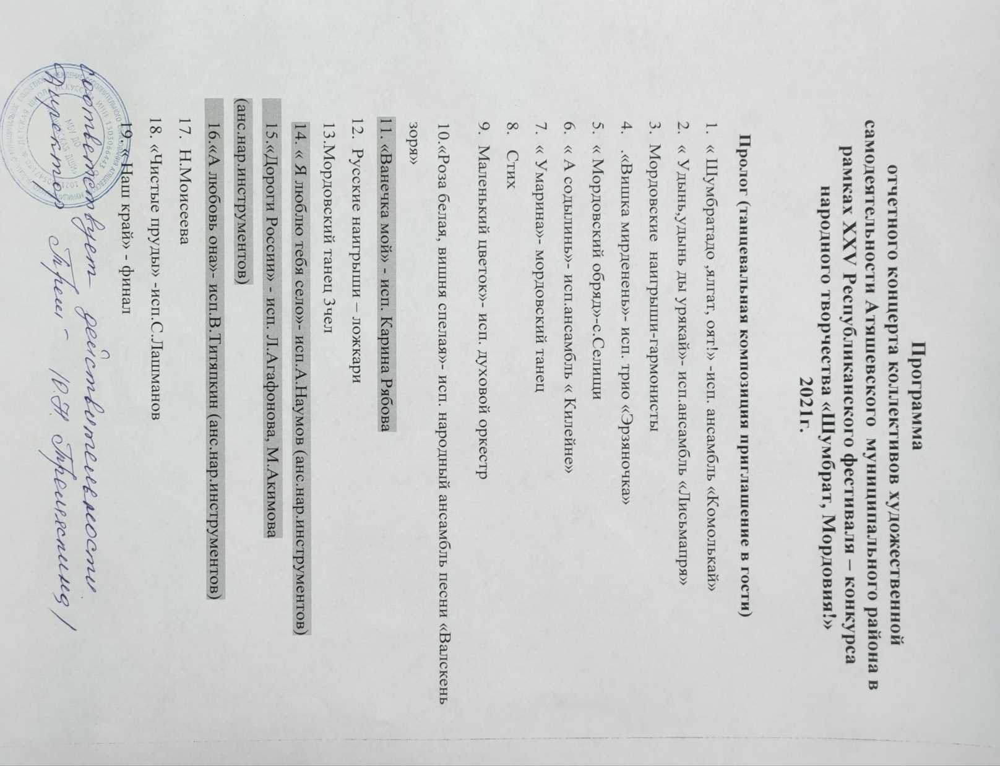 Программа
отчетного концерта коллективов художественной
самодеятельности Атяшевского муниципального района в
рамках XXV Республиканского фестиваля – конкурса
народного творчества «Шумбрат, Мордовия!»
2021г.
Пролог (танцевальная композиция приглашение в гости)
1. « Шумбратадо ,ялгат, оят!» -исп. ансамбль «Комолькай»
2. « Удынь,удынь ды урякай»- исп.ансамбль «Лисьмапря»
3. Мордовские наигрыши-гармонисты
4. .«Вишка мирденень»- исп. трио «Эрзяночка»
5. « Мордовский обряд»-с.Селищи
6. « А содылинь»- исп.ансамбль « Килейне»
7. « Умарина»- мордовский танец
8. Стих
9. Маленький цветок»- исп. духовой оркестр
10.«Роза белая, вишня спелая»- исп. народный ансамбль песни «Валскень
зоря»
11. «Ванечка мой» - исп. Карина Рябова
12. Русские наигрыши – ложкари
13.Мордовский танец 3чел
14. « Я люблю тебя село»- исп.А.Наумов (анс.нар.инструментов)
15.«Дороги России» - исп. Л.Агафонова, М.Акимова
(анс.нар.инструментов)
16.«А любовь она»- исп.В.Титяпкин (анс.нар.инструментов)
17. Н.Моисеева
18. «Чистые пруды» -исп.С.Лашманов
19. « Наш край» - финал
соответствует действительности.
Директор Ю.Н.